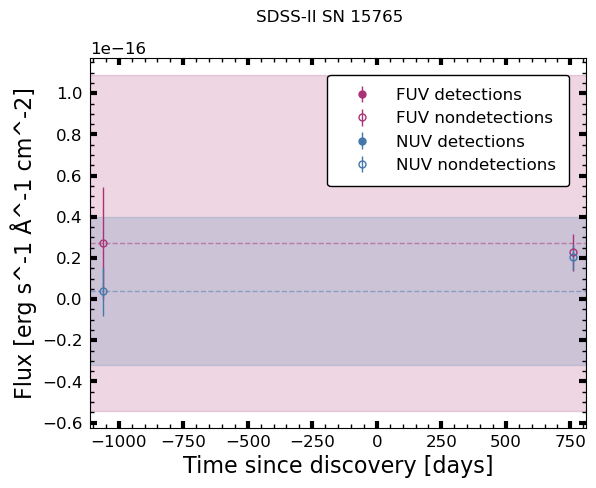 SDSS-II SN 15765
1e−16
Flux [erg s^-1 Å^-1 cm^-2]
1.0
0.8
0.6
0.4
0.2
0.0
−0.2
−0.4
−0.6
FUV detections
FUV nondetections
NUV detections
NUV nondetections
−1000 −750 −500 −250 0 250 500 750
Time since discovery [days]